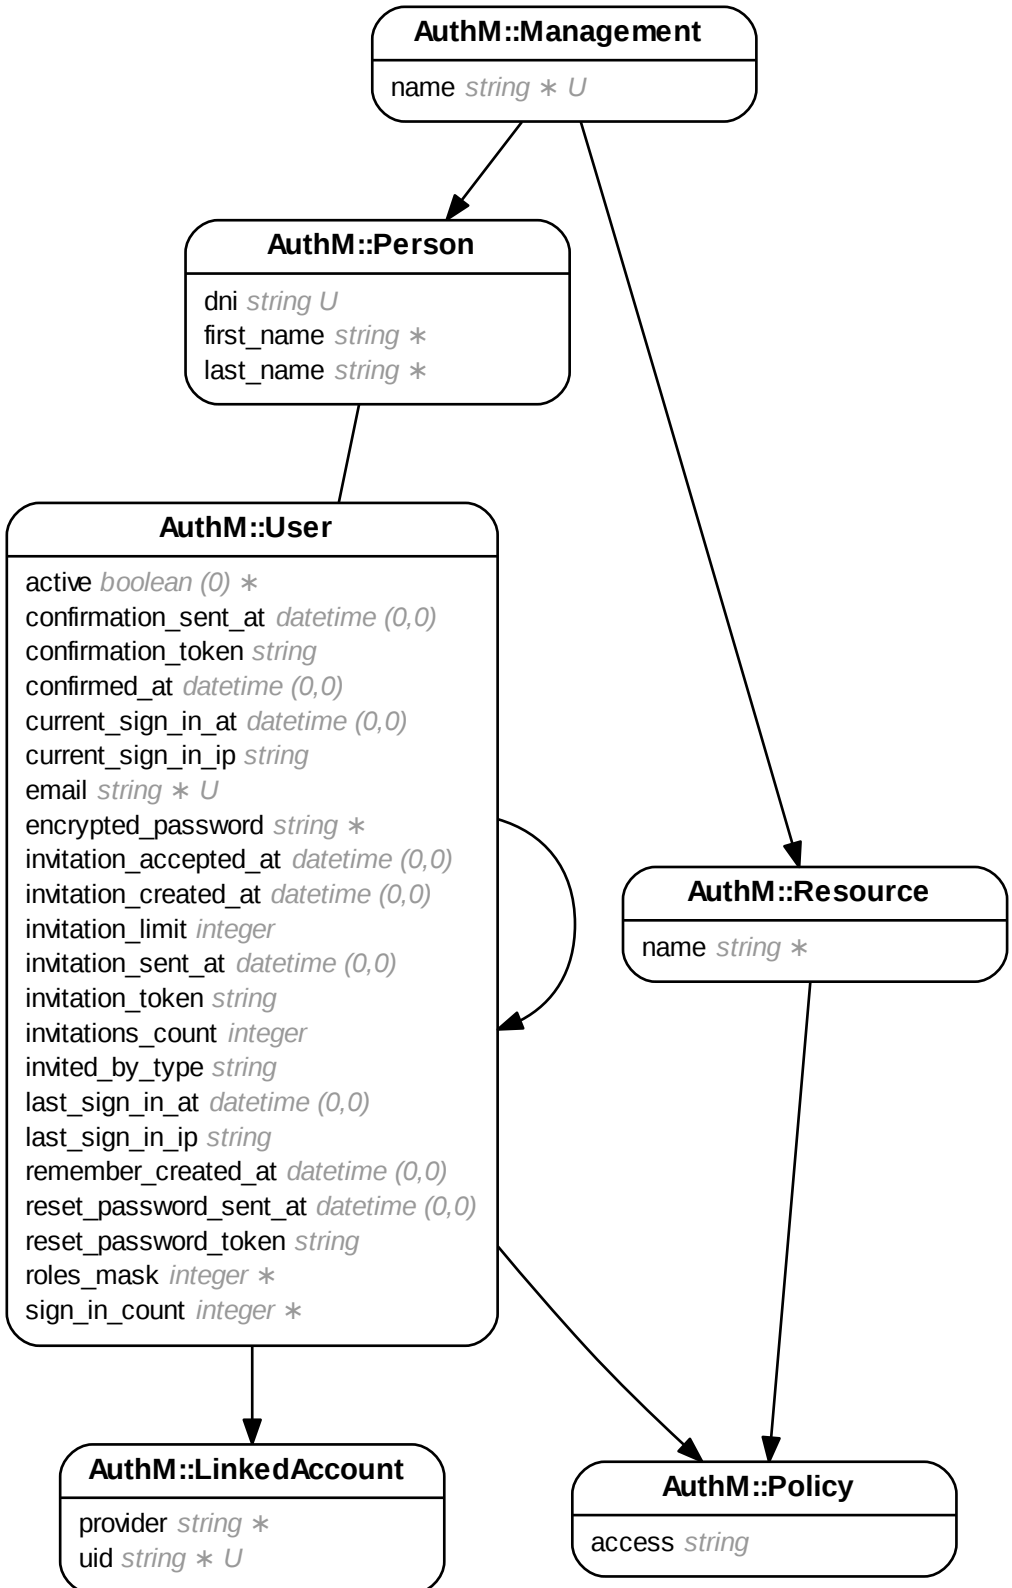 AuthM::Management
name string ∗ U
AuthM::Person
dni string U
first_name string ∗
last_name string ∗
AuthM::User
active boolean (0) ∗
confirmation_sent_at datetime (0,0)
confirmation_token string
confirmed_at datetime (0,0)
current_sign_in_at datetime (0,0)
current_sign_in_ip string
email string ∗ U
encrypted_password string ∗
invitation_accepted_at datetime (0,0)
invitation_created_at datetime (0,0)
invitation_limit integer
invitation_sent_at datetime (0,0)
invitation_token string
invitations_count integer
invited_by_type string
last_sign_in_at datetime (0,0)
last_sign_in_ip string
remember_created_at datetime (0,0)
reset_password_sent_at datetime (0,0)
reset_password_token string
roles_mask integer ∗
sign_in_count integer ∗
AuthM::Resource
name string ∗
AuthM::LinkedAccount
provider string ∗
uid string ∗ U
AuthM::Policy
access string